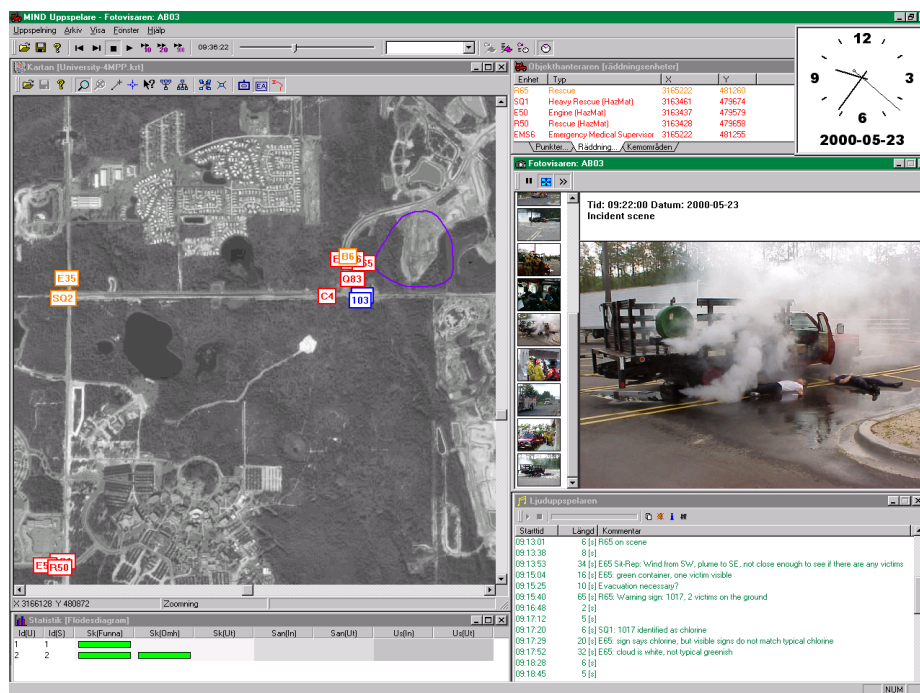 MIND Uppspelare - Fotovisaren: AB03
Uppspelning Arkiv Visa Fönster Hjälp
09:36:22
Kartan [University-4MPP.krt]
EA
B6
Q83
E35
SQ2
C4
103
R50
X 3166128 Y 480872 Zoomning
Statistik [Flödesdiagram]
Id(U) Id(S) Sk(Funna) Sk(Omh) Sk(Ut) San(In) San(Ut) Us(In) Us(Ut)
1 1
2 2
Objekthanteraren [räddningsenheter]
Enhet Typ X Y
R65 Rescue 3165222 481260
SQ1 Heavy Rescue (HazMat) 3163461 479674
E50 Engine (HazMat) 3163437 479579
R50 Rescue (HazMat) 3163428 479658
EMS6 Emergency Medical Supervisor 3165222 481255
Punkter... Räddning... Kemområden
12
9 3
6
2000-05-23
Fotovisaren: AB03
Tid: 09:22:00 Datum: 2000-05-23
Incident scene
Ljuduppspelaren
Starttid Längd Kommentar
09:13:01 6 [s] R65 on scene
09:13:38 8 [s]
09:13:53 34 [s] E65 Sit-Rep: Wind from SW, plume to SE, not close enough to see if there are any victims
09:15:04 16 [s] E65: green container, one victim visible
09:15:25 10 [s] Evacuation necessary?
09:15:40 65 [s] R65: Warning sign: 1017, 2 victims on the ground
09:16:48 2 [s]
09:17:12 5 [s]
09:17:20 6 [s] SQ1: 1017 identified as chlorine
09:17:29 20 [s] E65: sign says chlorine, but visible signs do not match typical chlorine
09:17:52 32 [s] E65: cloud is white, not typical greenish
09:18:28 6 [s]
09:18:45 5 [s]
NUM